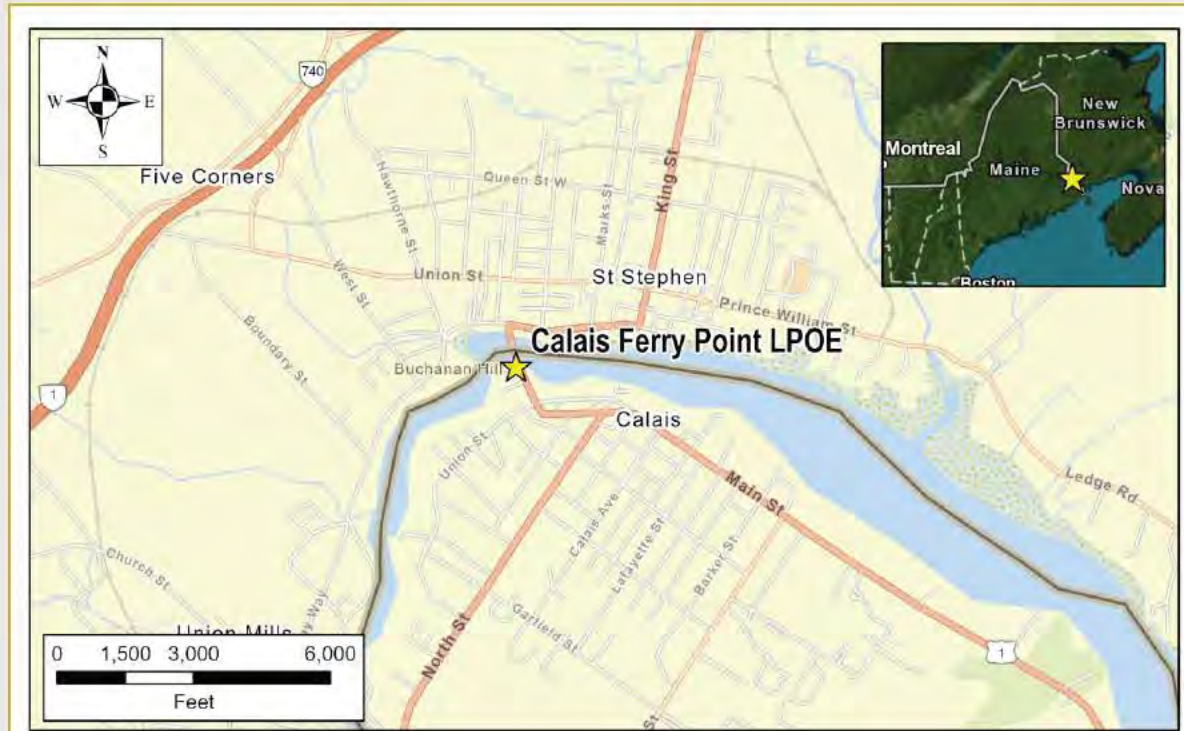 N
W E
S
740
Five Corners
Hawthorne St
Queen St W
Marks St
King St
West St
Union St
St Stephen
Prince William St
Boundary St
1
Calais Ferry Point LPOE
Buchanan Hill
Calais
Union St
Main St
Ledge Rd
Calais Ave
Lafayette St
Barker St
Church St
Garfield St
North St
Union Mills
ty Way
St
1
0 1,500 3,000 6,000
Feet
New
Brunswick
Montreal
Maine
Nova
Boston